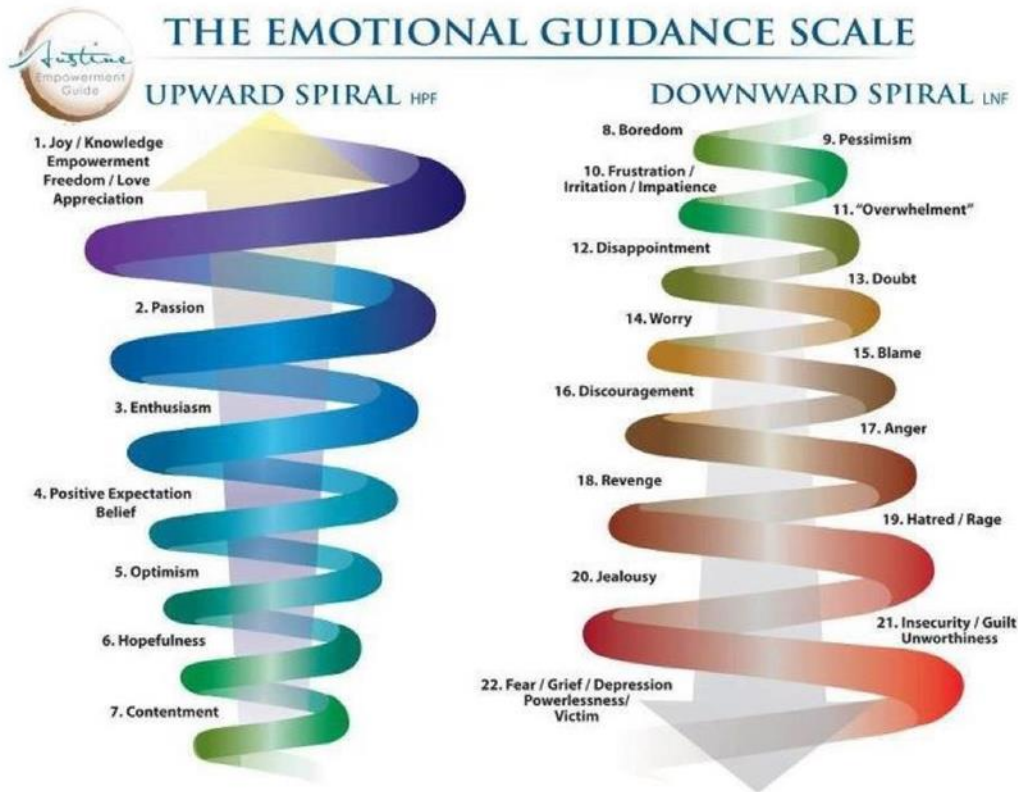 Austine
Empowerment
Guide
THE EMOTIONAL GUIDANCE SCALE
UPWARD SPIRAL HPF
1. Joy / Knowledge
Empowerment
Freedom / Love
Appreciation
2. Passion
3. Enthusiasm
4. Positive Expectation
Belief
5. Optimism
6. Hopefulness
7. Contentment
DOWNWARD SPIRAL LNF
8. Boredom
9. Pessimism
10. Frustration /
Irritation / Impatience
11. “Overwhelment”
12. Disappointment
13. Doubt
14. Worry
15. Blame
16. Discouragement
17. Anger
18. Revenge
19. Hatred / Rage
20. Jealousy
21. Insecurity / Guilt
Unworthiness
22. Fear / Grief / Depression
Powerlessness/
Victim